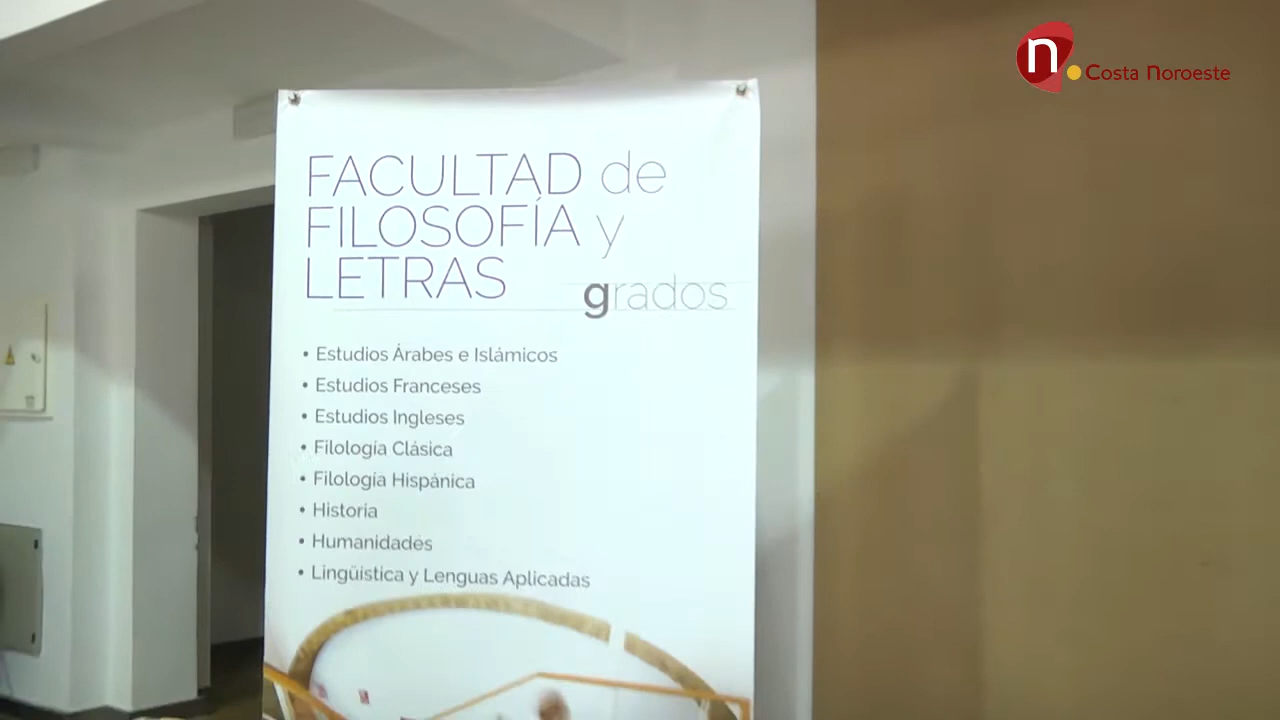 n
Costa Noroeste
FACULTAD de
FILOSOFÍA y
LETRAS
grados
• Estudios Árabes e Islámicos
• Estudios Franceses
• Estudios Ingleses
• Filología Clásica
• Filología Hispánica
• Historia
• Humanidades
• Lingüística y Lenguas Aplicadas